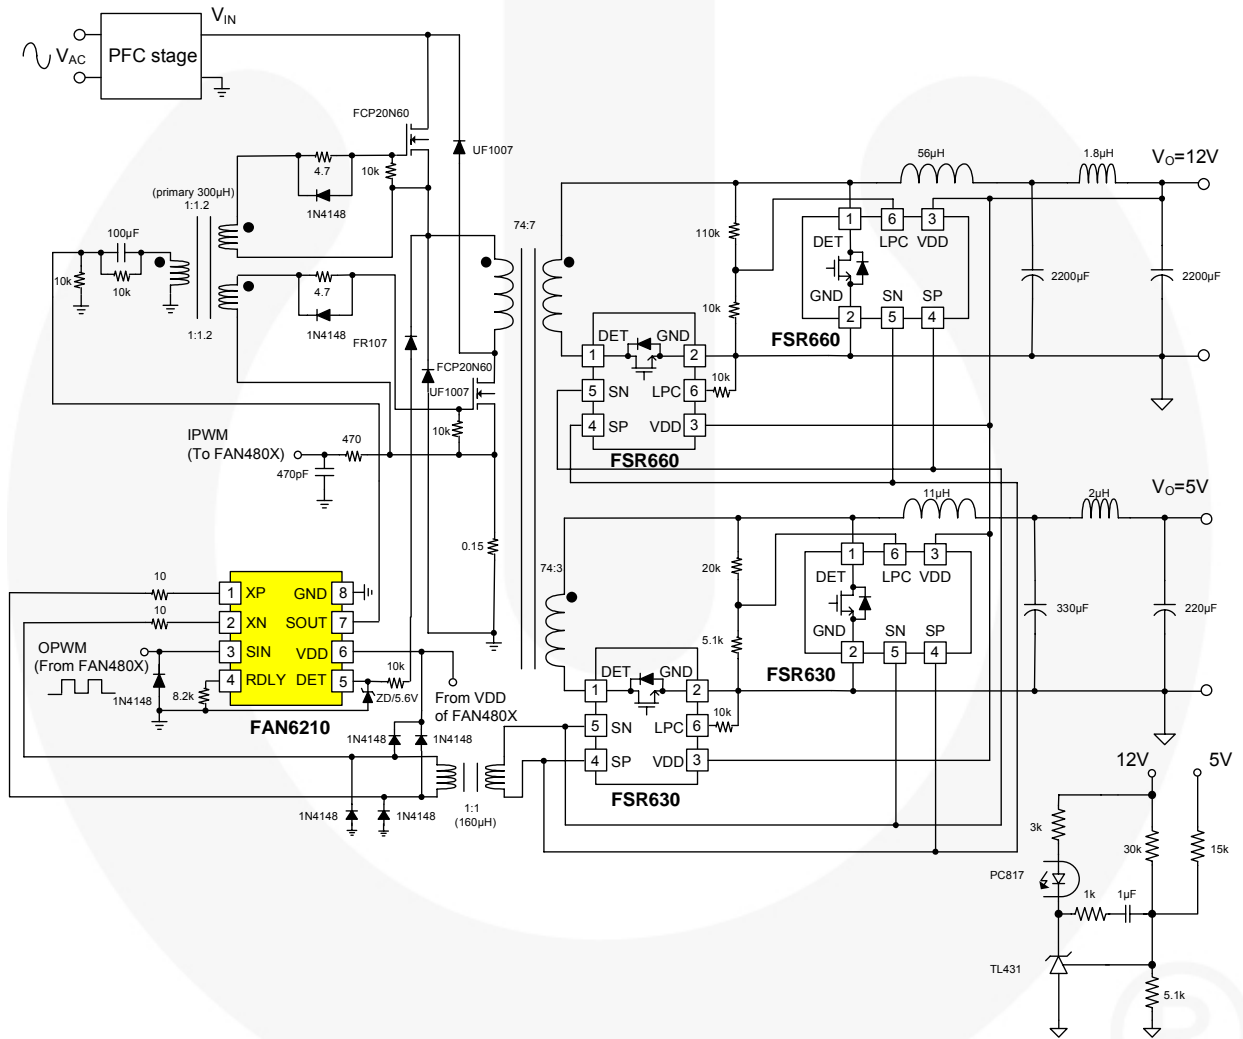 V_IN
PFC stage
V_AC
FCP20N60
UF1007
10k
4.7
1N4148
(primary 300µH)
1:1.2
100µF
10k
10k
1:1.2
4.7
1N4148
FR107
FCP20N60
UF1007
10k
74:7
IPWM
(To FAN480X)
470
470pF
0.15
74:3
10
10
1 XP GND 8
2 XN SOUT 7
3 SIN VDD 6
4 RDLY DET 5
FAN6210
OPWM
(From FAN480X)
1N4148
8.2k
10k
ZD/5.6V
From VDD
of FAN480X
1N4148
1N4148
1N4148
1N4148
1:1
(160µH)
110k
10k
10k
1 DET GND 2
5 SN LPC 6
4 SP VDD 3
FSR660
1 6 3
DET LPC VDD
GND SN SP
2 5 4
FSR660
56µH
1.8µH
V_O=12V
2200µF
2200µF
20k
5.1k
10k
1 DET GND 2
5 SN LPC 6
4 SP VDD 3
FSR630
1 6 3
DET LPC VDD
GND SN SP
2 5 4
FSR630
11µH
2µH
V_O=5V
330µF
220µF
12V
5V
3k
30k
15k
PC817
1k
1µF
TL431
5.1k
R